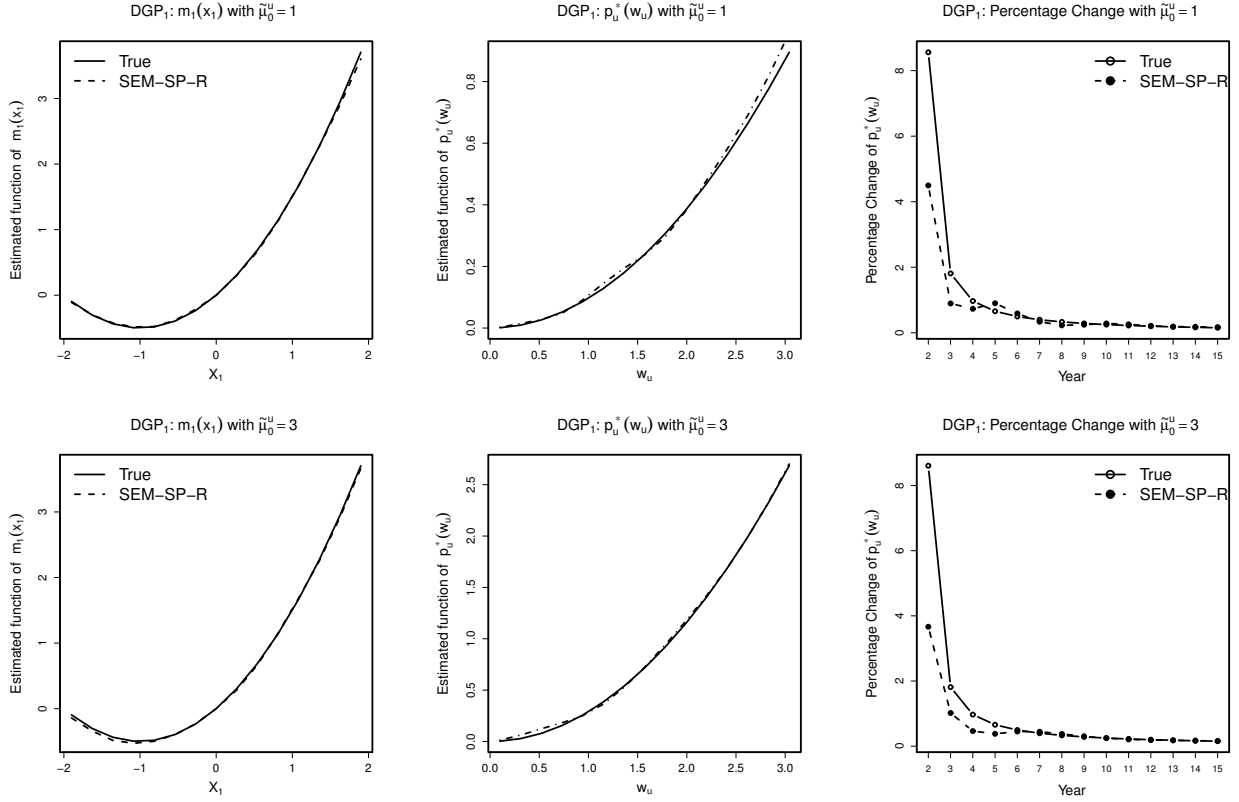 DGP₁: m₁(x₁) with μ̃₀ᵘ = 1
DGP₁: pᵤ*(wᵤ) with μ̃₀ᵘ = 1
DGP₁: Percentage Change with μ̃₀ᵘ = 1
Estimated function of m₁(x₁)
0 1 2 3
True
SEM−SP−R
−2 −1 0 1 2
X₁
Estimated function of pᵤ*(wᵤ)
0.0 0.2 0.4 0.6 0.8
0.0 0.5 1.0 1.5 2.0 2.5 3.0
wᵤ
Percentage Change of pᵤ*(wᵤ)
0 2 4 6 8
True
SEM−SP−R
2 3 4 5 6 7 8 9 10 11 12 13 14 15
Year
DGP₁: m₁(x₁) with μ̃₀ᵘ = 3
DGP₁: pᵤ*(wᵤ) with μ̃₀ᵘ = 3
DGP₁: Percentage Change with μ̃₀ᵘ = 3
Estimated function of m₁(x₁)
0 1 2 3
True
SEM−SP−R
−2 −1 0 1 2
X₁
Estimated function of pᵤ*(wᵤ)
0.0 0.5 1.0 1.5 2.0 2.5
0.0 0.5 1.0 1.5 2.0 2.5 3.0
wᵤ
Percentage Change of pᵤ*(wᵤ)
0 2 4 6 8
True
SEM−SP−R
2 3 4 5 6 7 8 9 10 11 12 13 14 15
Year